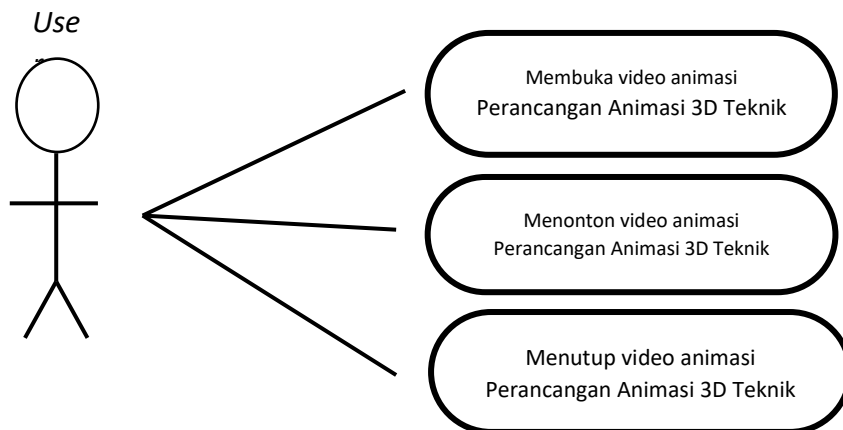 Use
Membuka video animasi
Perancangan Animasi 3D Teknik
Menonton video animasi
Perancangan Animasi 3D Teknik
Menutup video animasi
Perancangan Animasi 3D Teknik